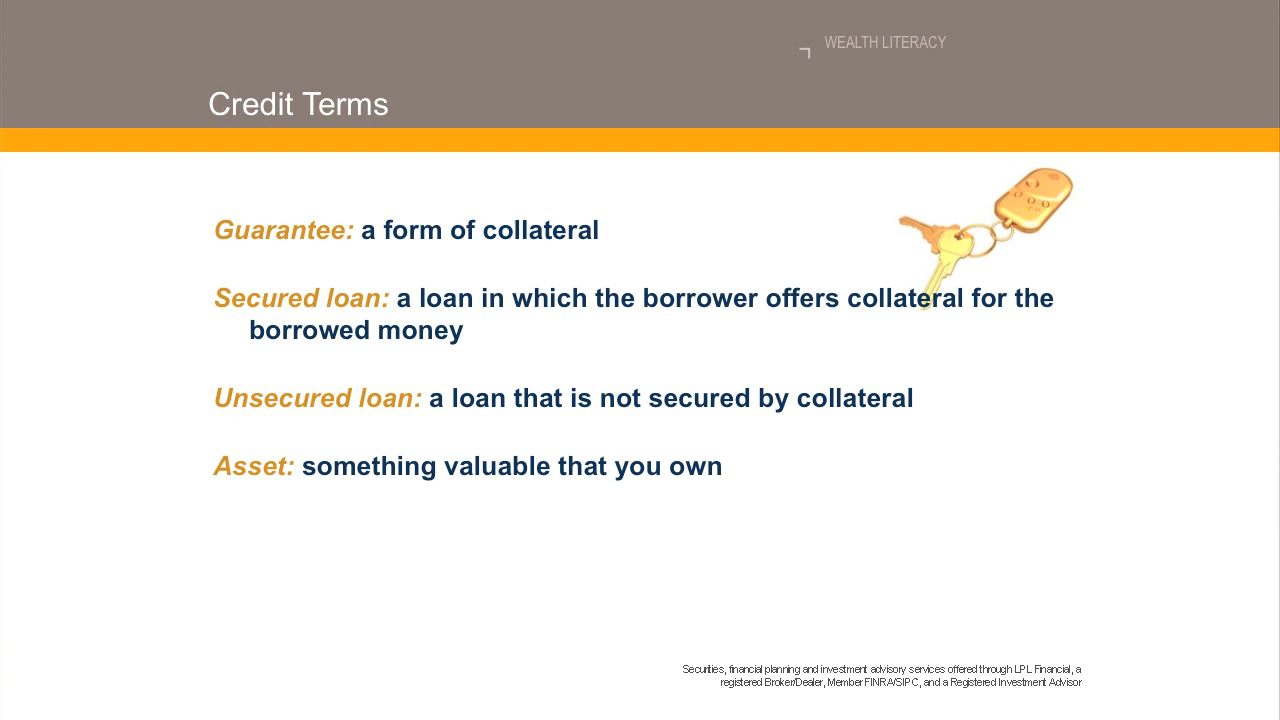 WEALTH LITERACY
Credit Terms
Guarantee: a form of collateral
Secured loan: a loan in which the borrower offers collateral for the
borrowed money
Unsecured loan: a loan that is not secured by collateral
Asset: something valuable that you own
Securities, financial planning and investment advisory services offered through LPL Financial, a
registered Broker/Dealer, Member FINRA/SIPC, and a Registered Investment Advisor